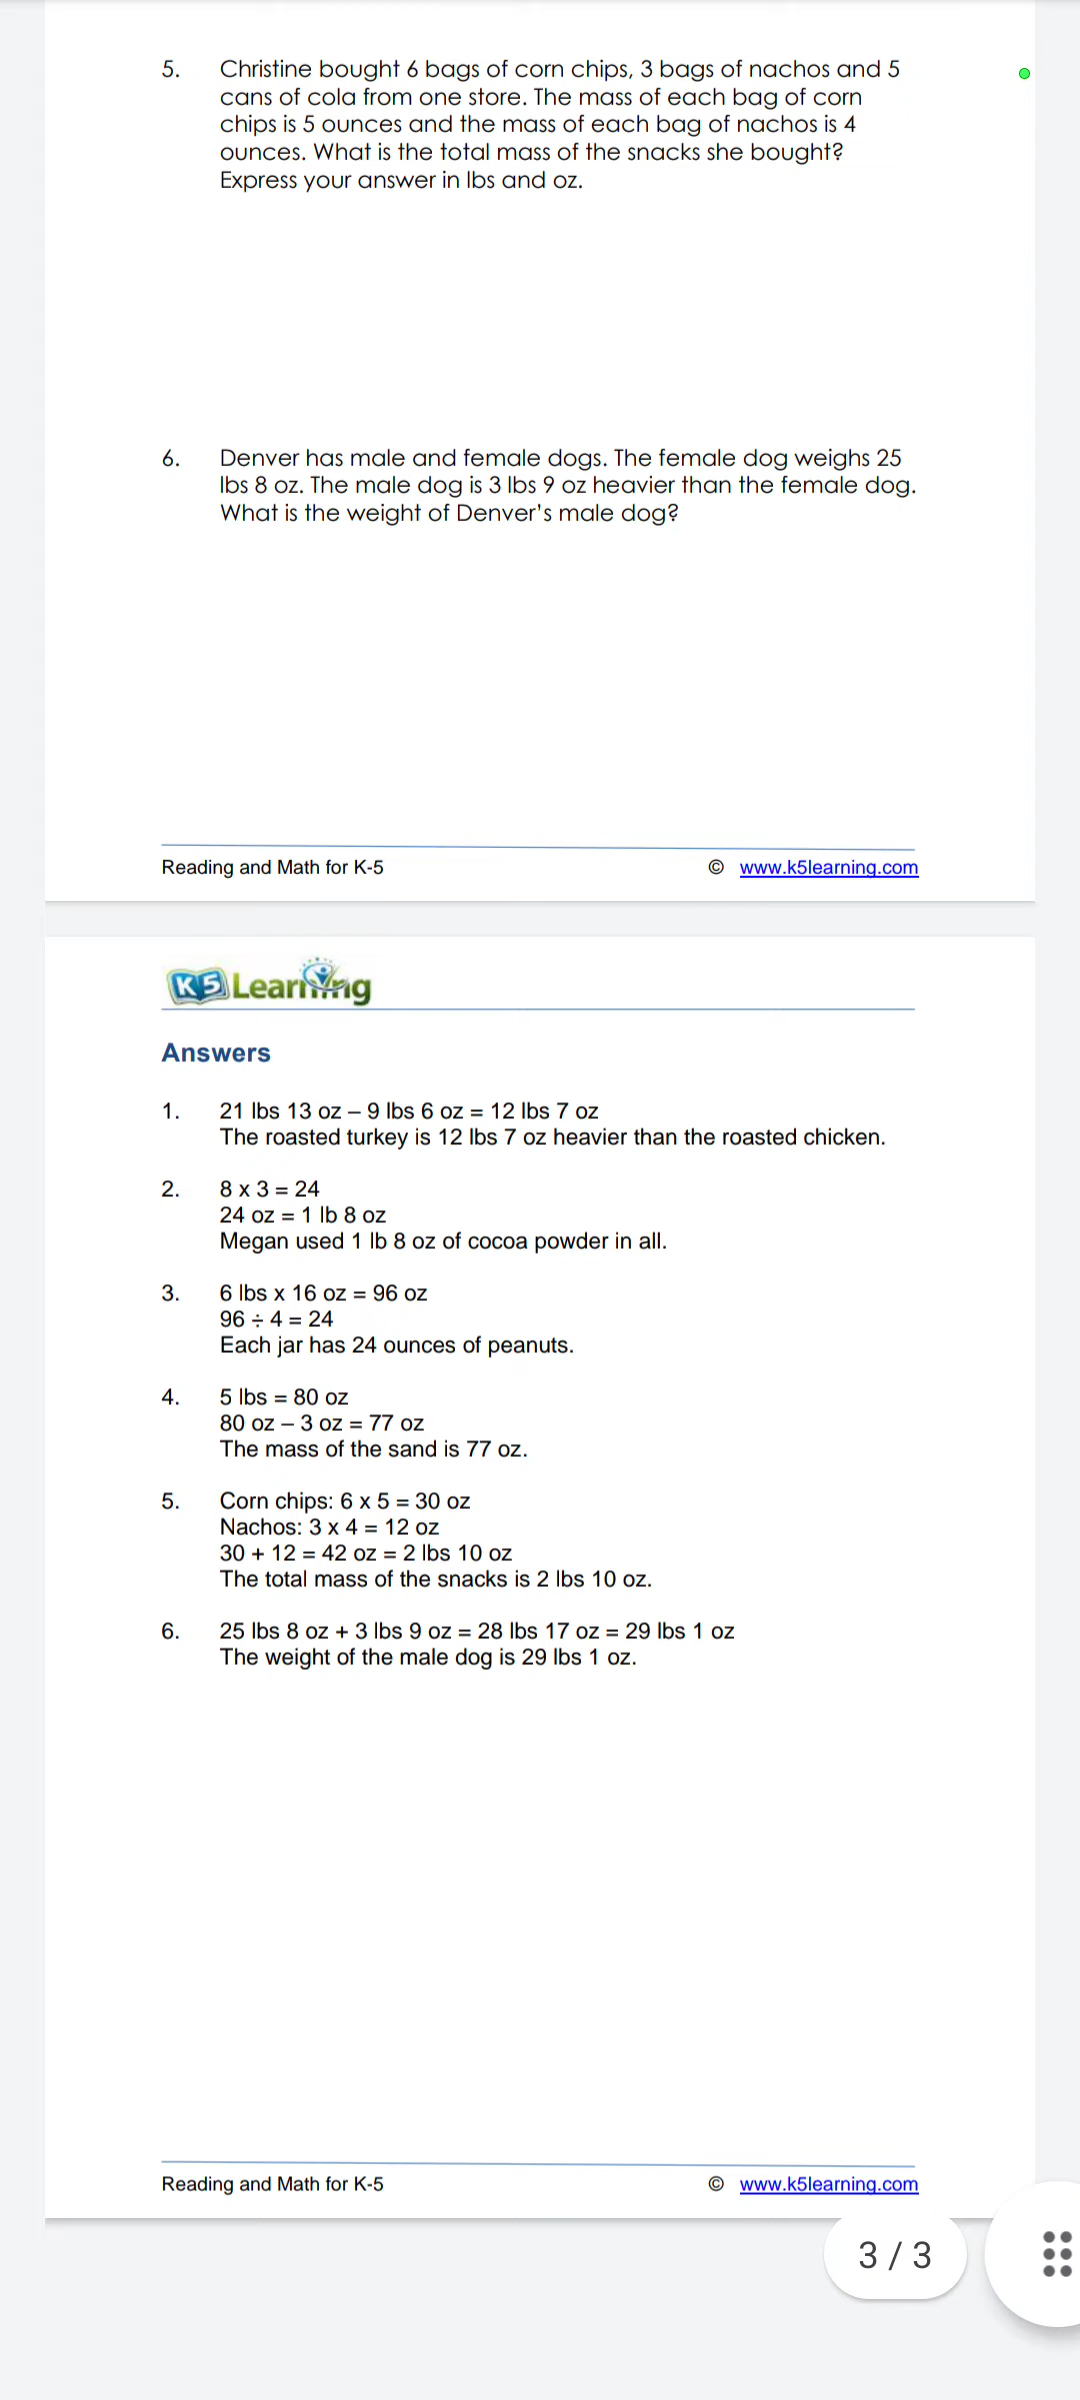 5. Christine bought 6 bags of corn chips, 3 bags of nachos and 5
cans of cola from one store. The mass of each bag of corn
chips is 5 ounces and the mass of each bag of nachos is 4
ounces. What is the total mass of the snacks she bought?
Express your answer in lbs and oz.
6. Denver has male and female dogs. The female dog weighs 25
lbs 8 oz. The male dog is 3 lbs 9 oz heavier than the female dog.
What is the weight of Denver's male dog?
Reading and Math for K-5 © www.k5learning.com
K5 Learning
Answers
1. 21 lbs 13 oz – 9 lbs 6 oz = 12 lbs 7 oz
The roasted turkey is 12 lbs 7 oz heavier than the roasted chicken.
2. 8 x 3 = 24
24 oz = 1 lb 8 oz
Megan used 1 lb 8 oz of cocoa powder in all.
3. 6 lbs x 16 oz = 96 oz
96 ÷ 4 = 24
Each jar has 24 ounces of peanuts.
4. 5 lbs = 80 oz
80 oz – 3 oz = 77 oz
The mass of the sand is 77 oz.
5. Corn chips: 6 x 5 = 30 oz
Nachos: 3 x 4 = 12 oz
30 + 12 = 42 oz = 2 lbs 10 oz
The total mass of the snacks is 2 lbs 10 oz.
6. 25 lbs 8 oz + 3 lbs 9 oz = 28 lbs 17 oz = 29 lbs 1 oz
The weight of the male dog is 29 lbs 1 oz.
Reading and Math for K-5 © www.k5learning.com
3 / 3